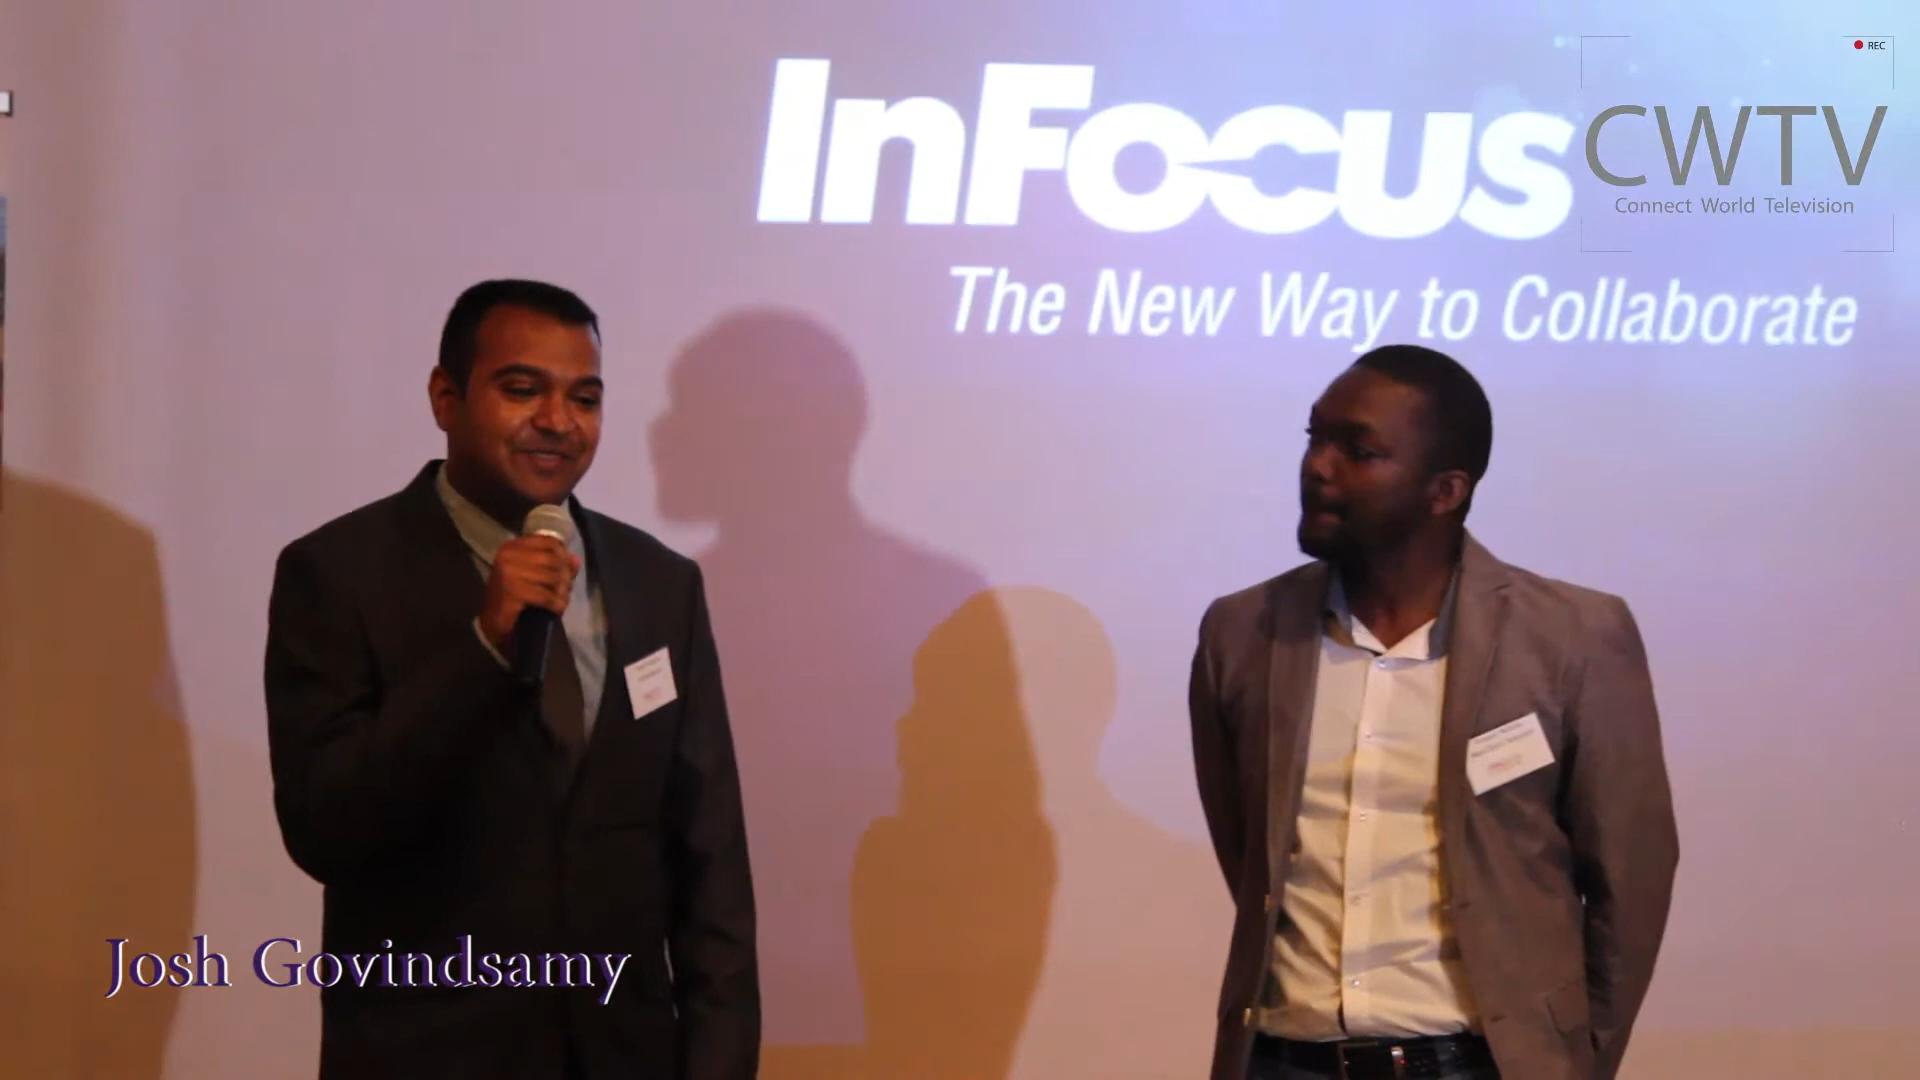 InFocus
The New Way to Collaborate
REC
CWTV
Connect World Television
Josh Govindsamy